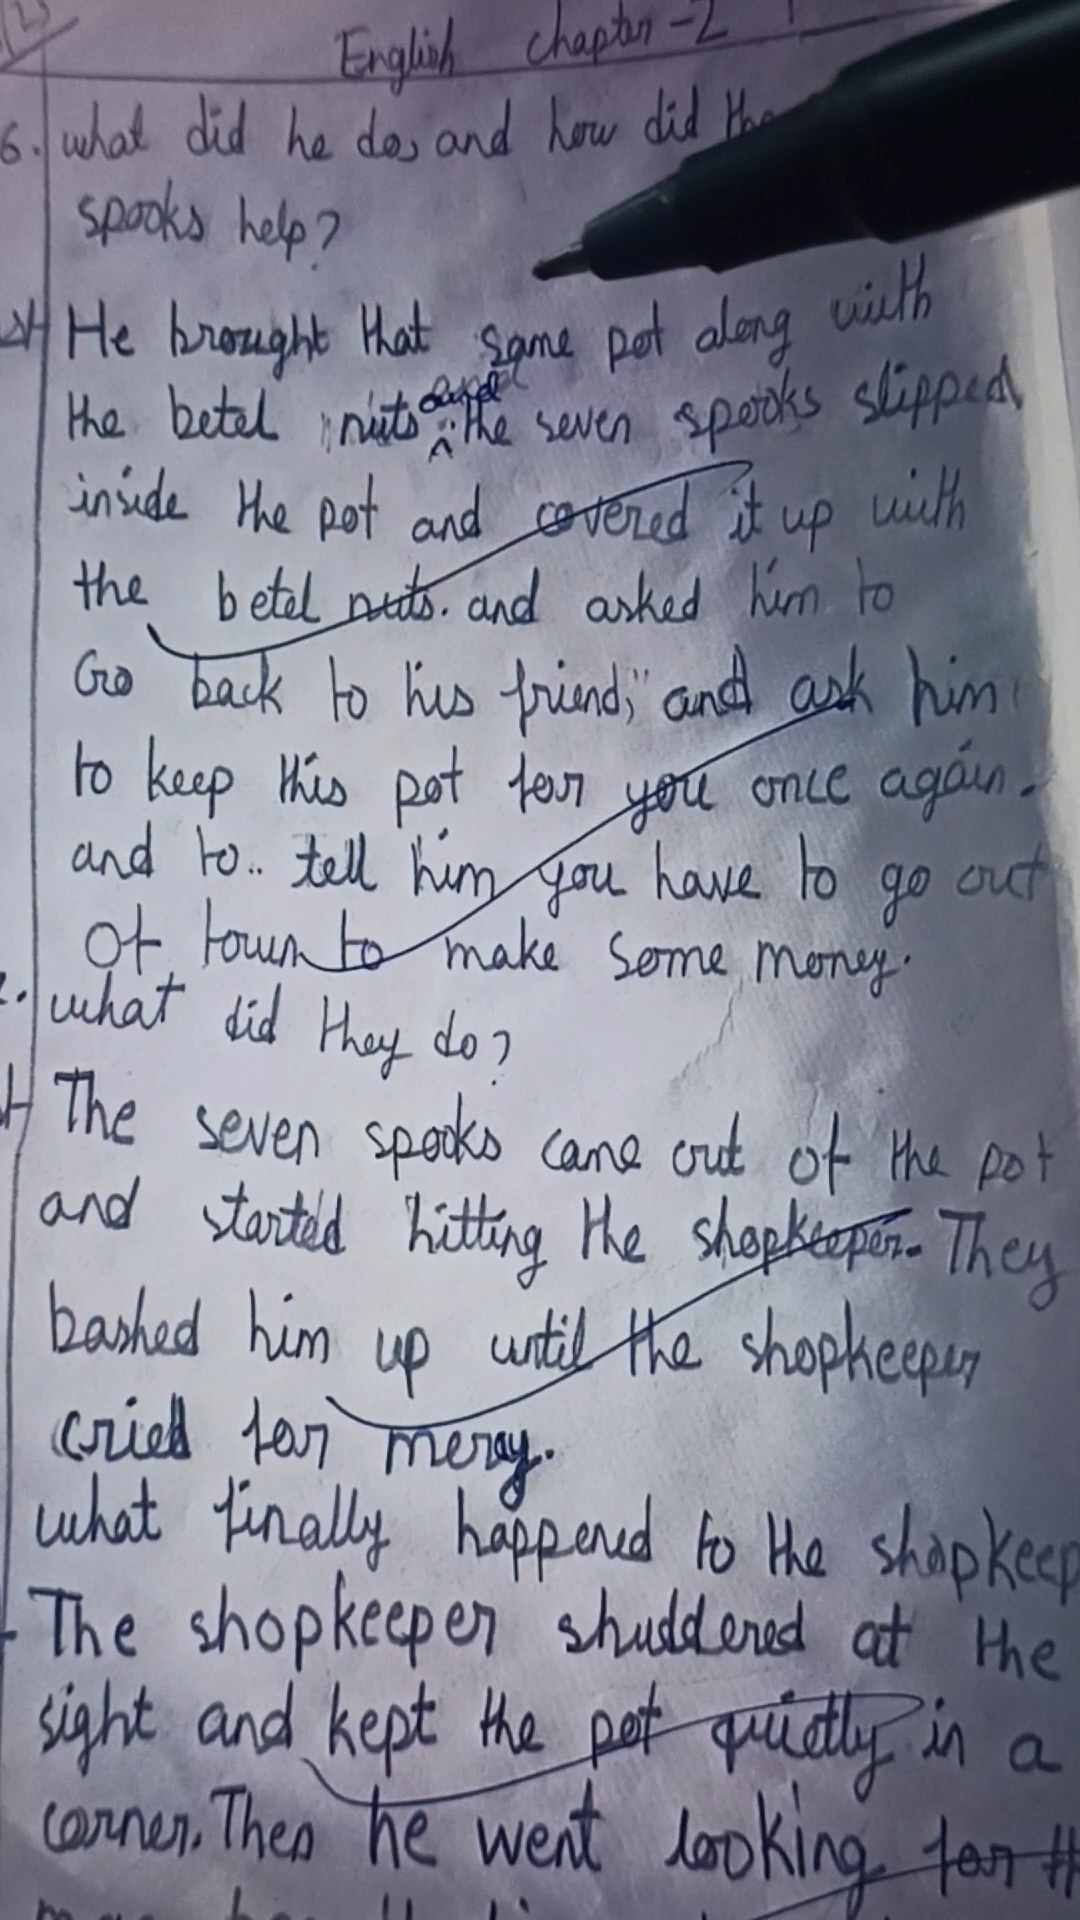 English Chapter-2
6. what did he do, and how did the
spooks help?
He brought that same pot along with
the betel nuts and the seven spooks slipped
inside the pot and covered it up with
the betel nuts. and asked him to
Go back to his friend," and ask him
to keep this pot for you once again.
and to.. tell him you have to go out
of town to make some money.
what did they do?
The seven spooks came out of the pot
and started hitting the shopkeeper. They
bashed him up until the shopkeeper
cried for mercy.
what finally happened to the shopkeep
The shopkeeper shuddered at the
sight and kept the pot quietly in a
corner. Then he went looking for